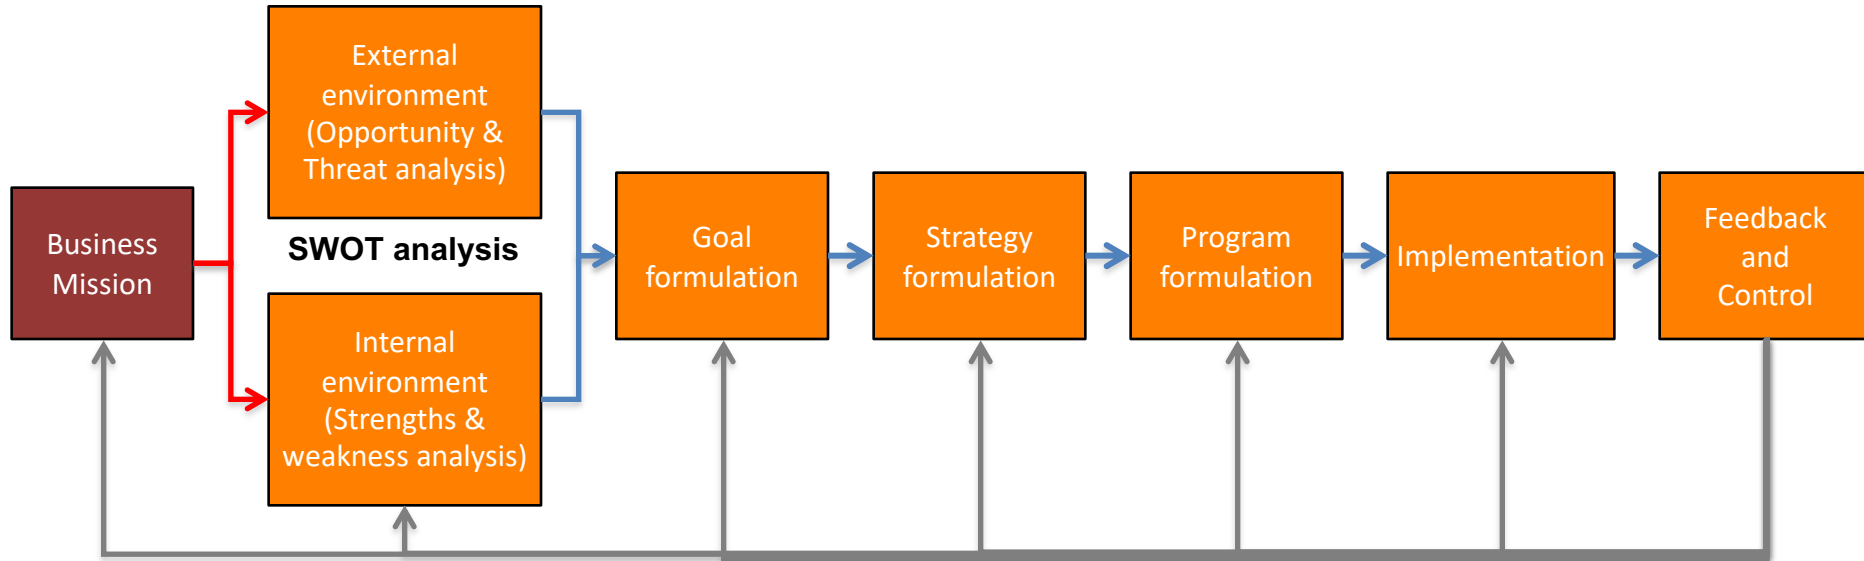 Business
Mission
External
environment
(Opportunity &
Threat analysis)
SWOT analysis
Internal
environment
(Strengths &
weakness analysis)
Goal
formulation
Strategy
formulation
Program
formulation
Implementation
Feedback
and
Control